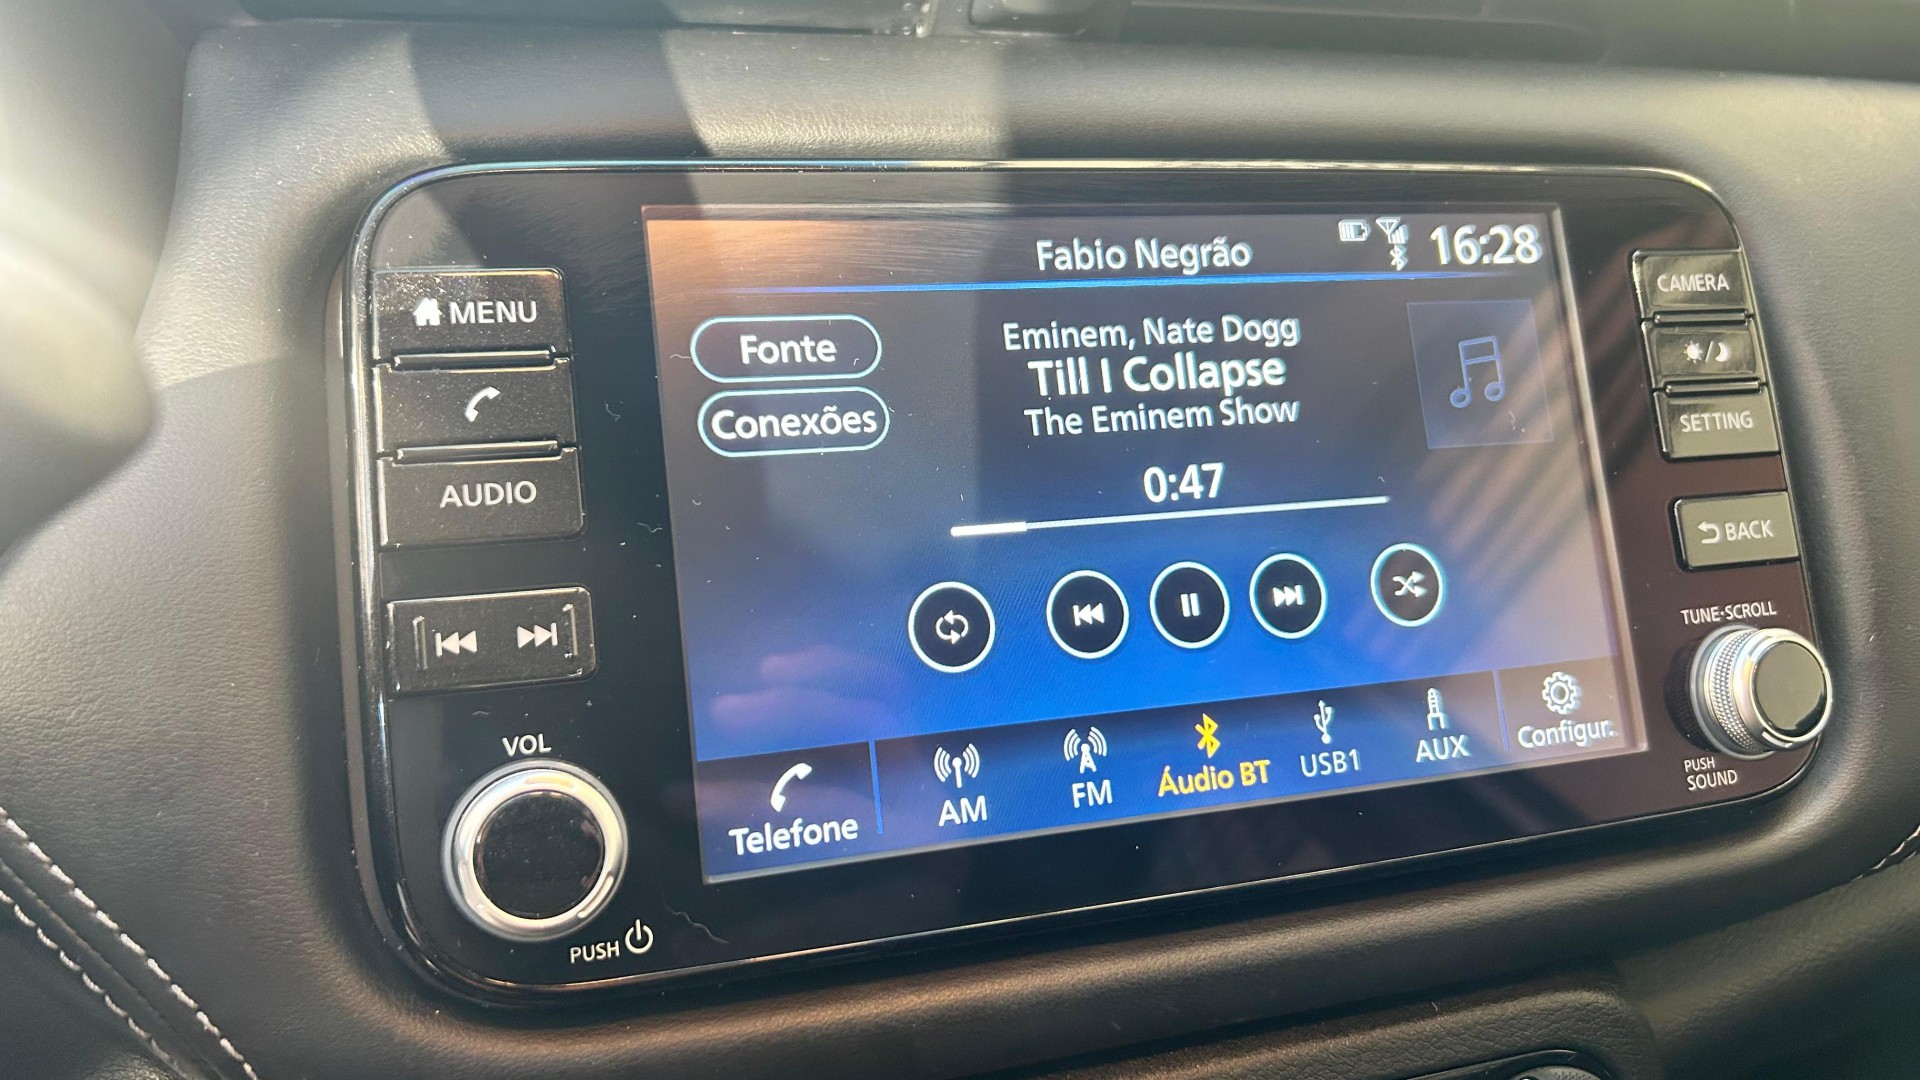 MENU
AUDIO
VOL
PUSH
Fabio Negrão
16:28
Fonte
Conexões
Eminem, Nate Dogg
Till I Collapse
The Eminem Show
0:47
Telefone
AM
FM
Áudio BT
USB1
AUX
Configur.
CAMERA
SETTING
BACK
TUNE·SCROLL
PUSH
SOUND